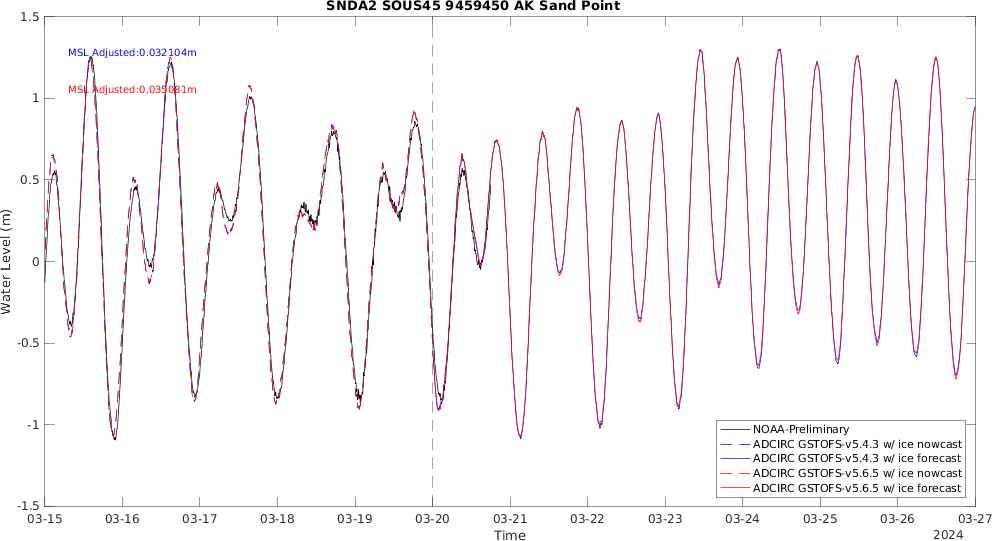 SNDA2 SOUS45 9459450 AK Sand Point
1.5
1
0.5
0
-0.5
-1
-1.5
Water Level (m)
MSL Adjusted:0.032104m
MSL Adjusted:0.035081m
NOAA-Preliminary
ADCIRC GSTOFS-v5.4.3 w/ ice nowcast
ADCIRC GSTOFS-v5.4.3 w/ ice forecast
ADCIRC GSTOFS-v5.6.5 w/ ice nowcast
ADCIRC GSTOFS-v5.6.5 w/ ice forecast
03-15 03-16 03-17 03-18 03-19 03-20 03-21 03-22 03-23 03-24 03-25 03-26 03-27
Time
2024